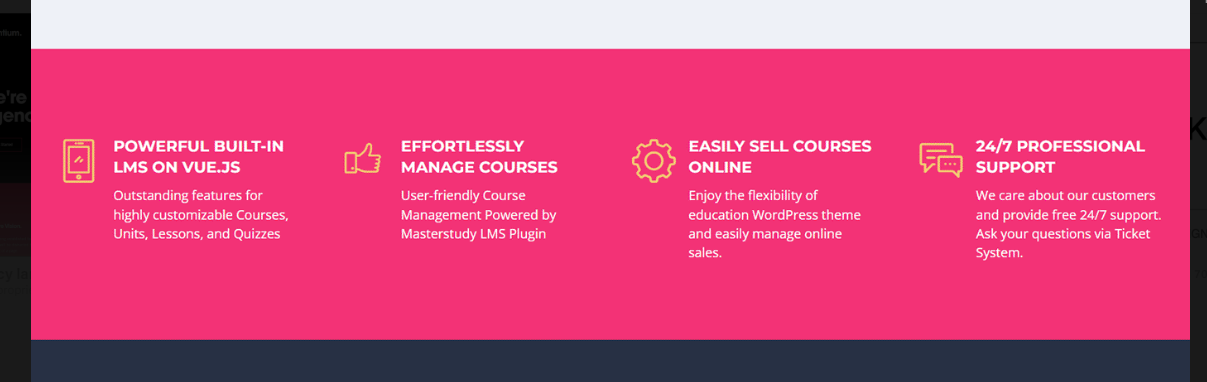 POWERFUL BUILT-IN
LMS ON VUE.JS
Outstanding features for
highly customizable Courses,
Units, Lessons, and Quizzes
EFFORTLESSLY
MANAGE COURSES
User-friendly Course
Management Powered by
Masterstudy LMS Plugin
EASILY SELL COURSES
ONLINE
Enjoy the flexibility of
education WordPress theme
and easily manage online
sales.
24/7 PROFESSIONAL
SUPPORT
We care about our customers
and provide free 24/7 support.
Ask your questions via Ticket
System.